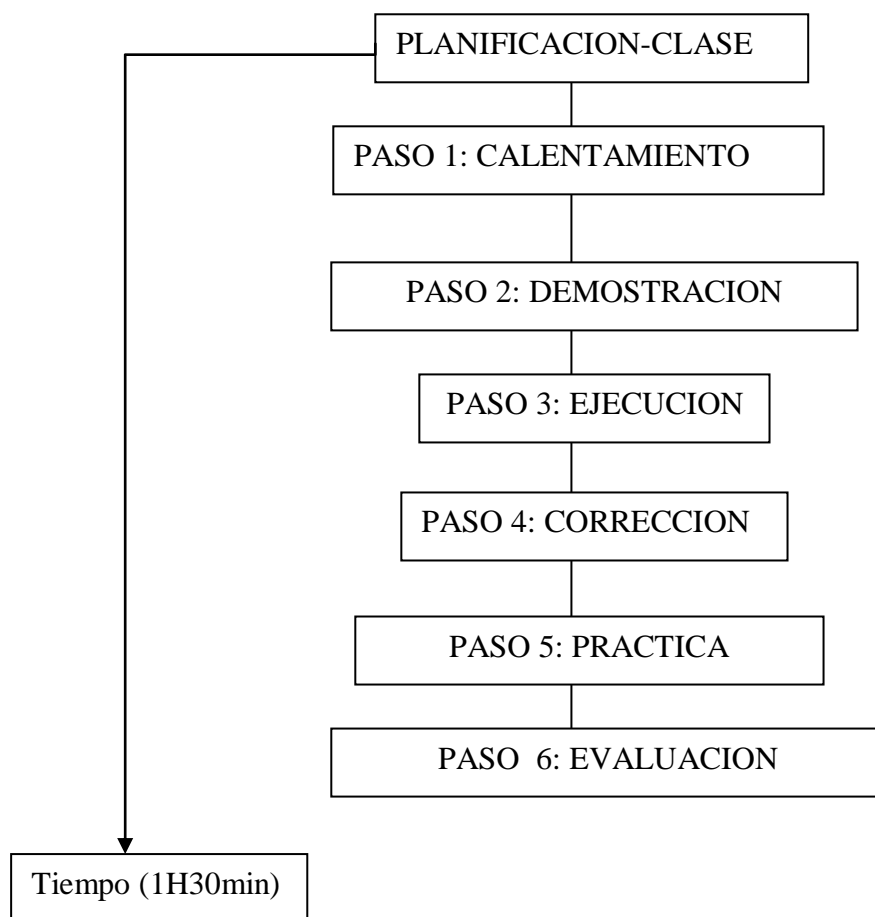 PLANIFICACION-CLASE
PASO 1: CALENTAMIENTO
PASO 2: DEMOSTRACION
PASO 3: EJECUCION
PASO 4: CORRECCION
PASO 5: PRACTICA
PASO  6: EVALUACION
Tiempo (1H30min)